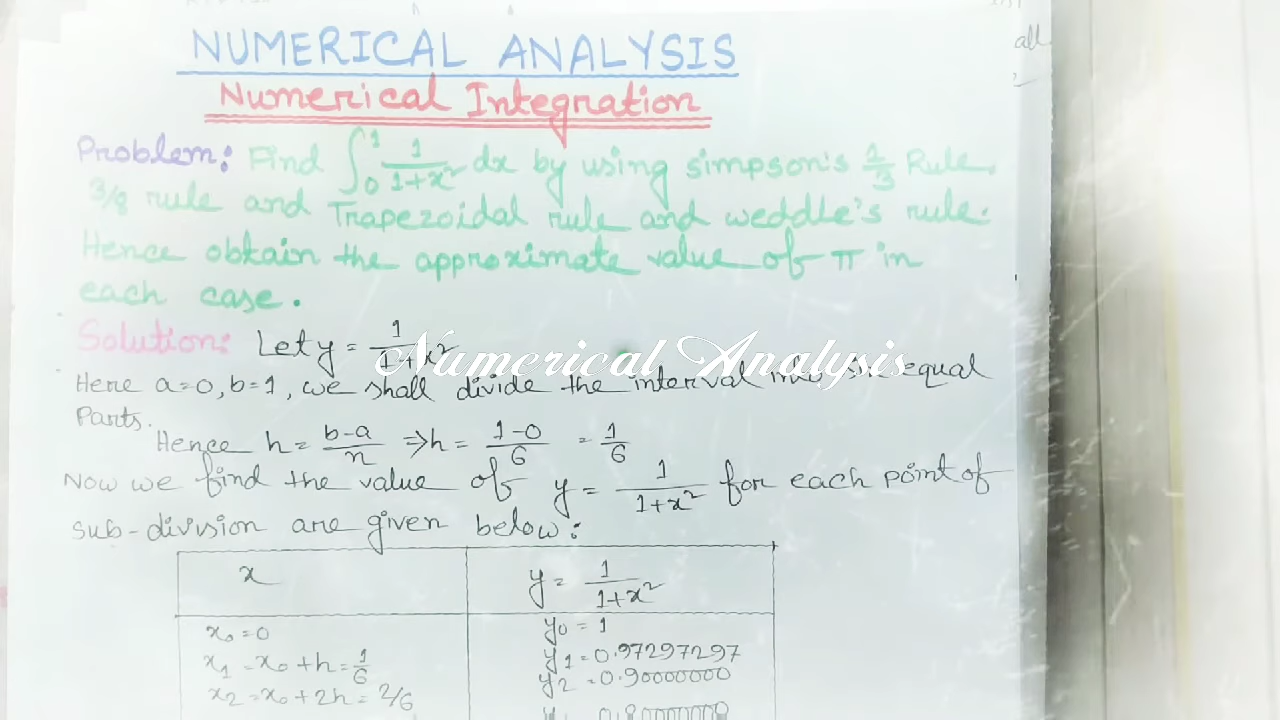 all
NUMERICAL ANALYSIS
Numerical Integration
Problem: Find ∫₀¹ 1/(1+x²) dx by using simpson's 1/3 Rule,
3/8 rule and Trapezoidal rule and weddle's rule.
Hence obtain the approximate value of π in
each case.
Solution: Let y = 1/(1+x²)
Numerical Analysis
Here a=0, b=1, we shall divide the interval into six equal
Parts.
Hence h = (b-a)/n ⇒ h = (1-0)/6 = 1/6
Now we find the value of y = 1/(1+x²) for each point of
sub-division are given below:
x y = 1/(1+x²)
x₀ = 0 y₀ = 1
x₁ = x₀ + h = 1/6 y₁ = 0.97297297
x₂ = x₀ + 2h = 2/6 y₂ = 0.90000000